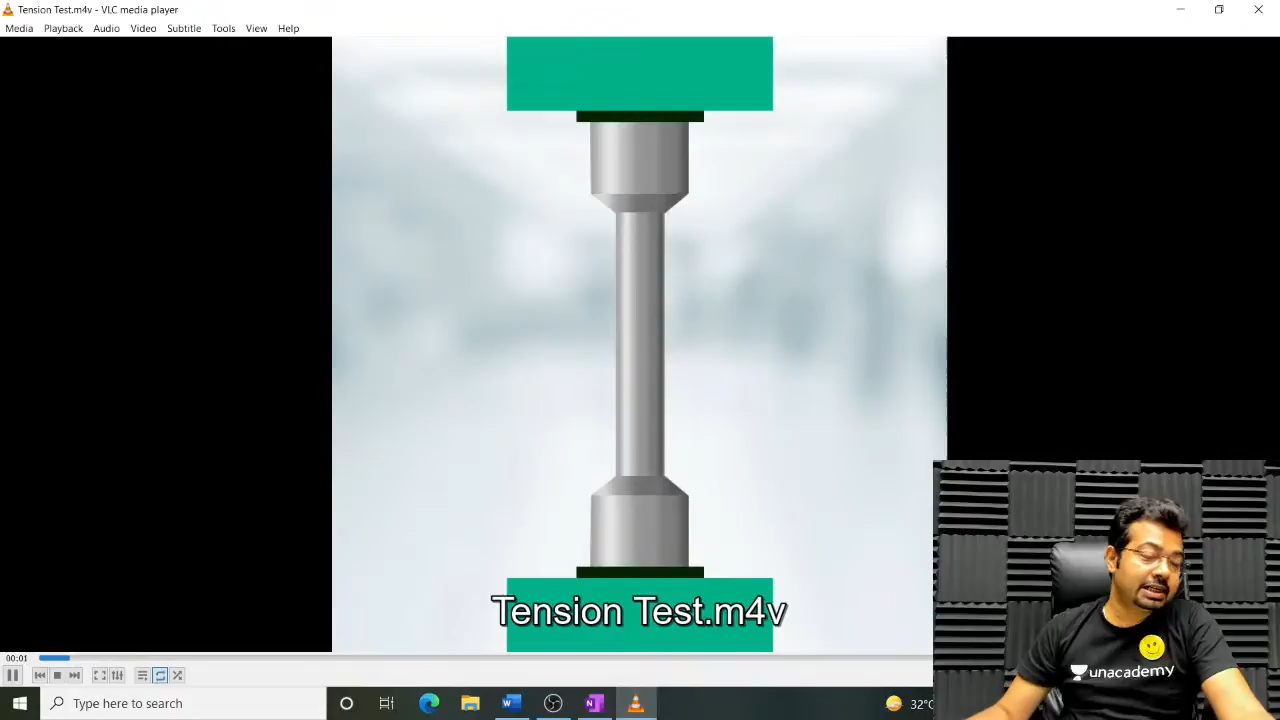 Tension Test.m4v - VLC media player
Media Playback Audio Video Subtitle Tools View Help
Tension Test.m4v
00:01
unacademy
Type here to search
32°C